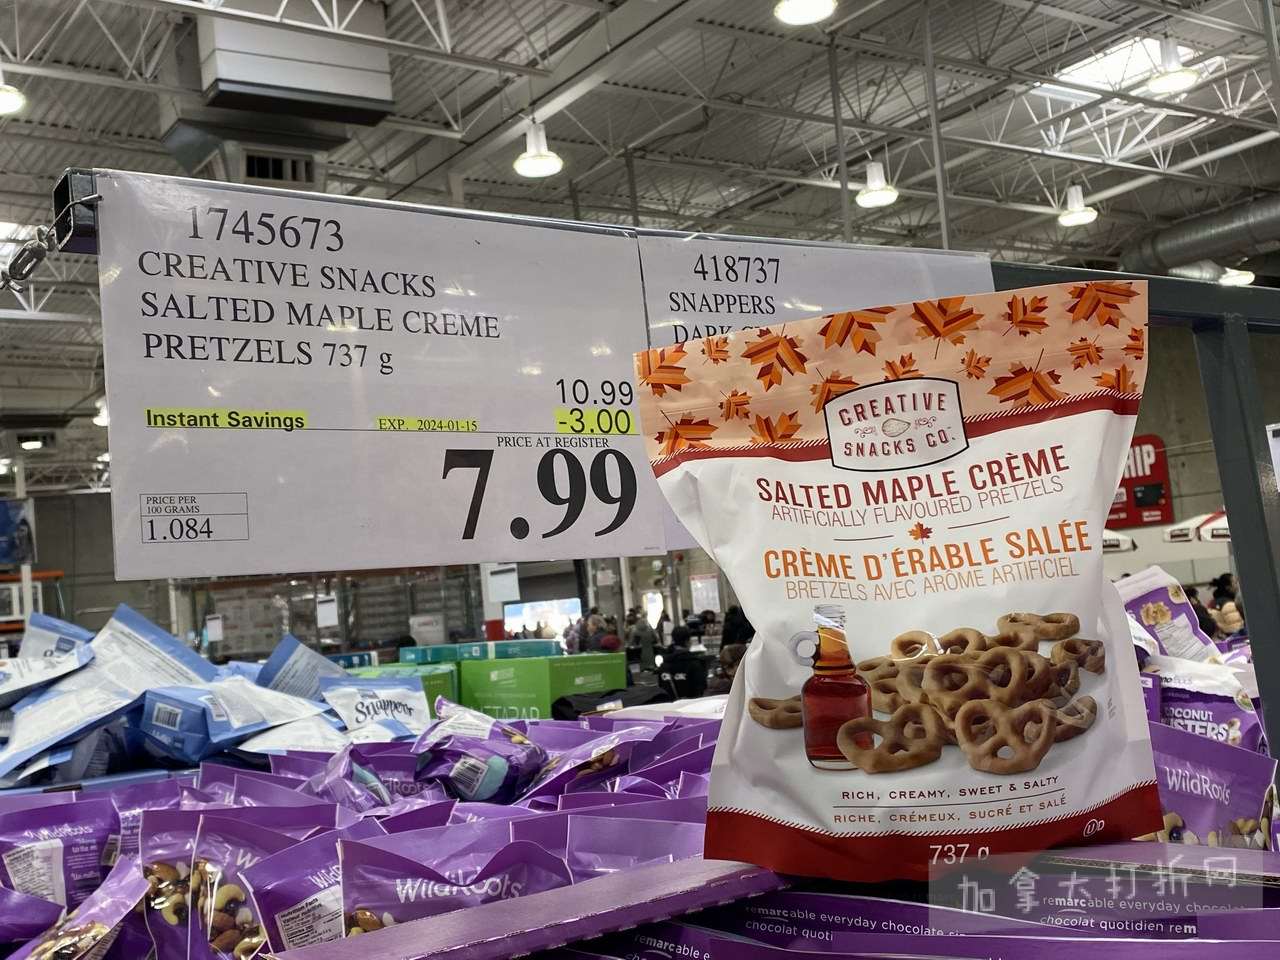 1745673
CREATIVE SNACKS
SALTED MAPLE CREME
PRETZELS 737 g
10.99
Instant Savings EXP. 2024-01-15 -3.00
PRICE AT REGISTER
7.99
PRICE PER
100 GRAMS
1.084
418737
SNAPPERS
DARK
CREATIVE
SNACKS CO.
SALTED MAPLE CRÈME
ARTIFICIALLY FLAVOURED PRETZELS
CRÈME D'ÉRABLE SALÉE
BRETZELS AVEC ARÔME ARTIFICIEL
RICH, CREAMY, SWEET & SALTY
RICHE, CRÉMEUX, SUCRÉ ET SALÉ
737 g
Snappers
WildRoots
WildRoots
WildRoots
remarcable everyday chocolat
chocolat quotidien rem
remarcable everyday chocolate
chocolat quoti
加拿大打折网